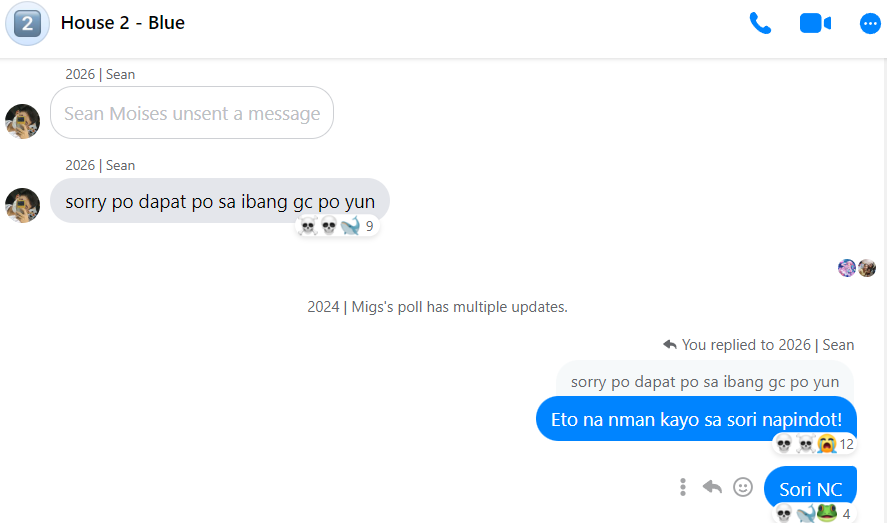 2
House 2 - Blue
2026 | Sean
Sean Moises unsent a message
2026 | Sean
sorry po dapat po sa ibang gc po yun
9
2024 | Migs's poll has multiple updates.
You replied to 2026 | Sean
sorry po dapat po sa ibang gc po yun
Eto na nman kayo sa sori napindot!
12
Sori NC
4